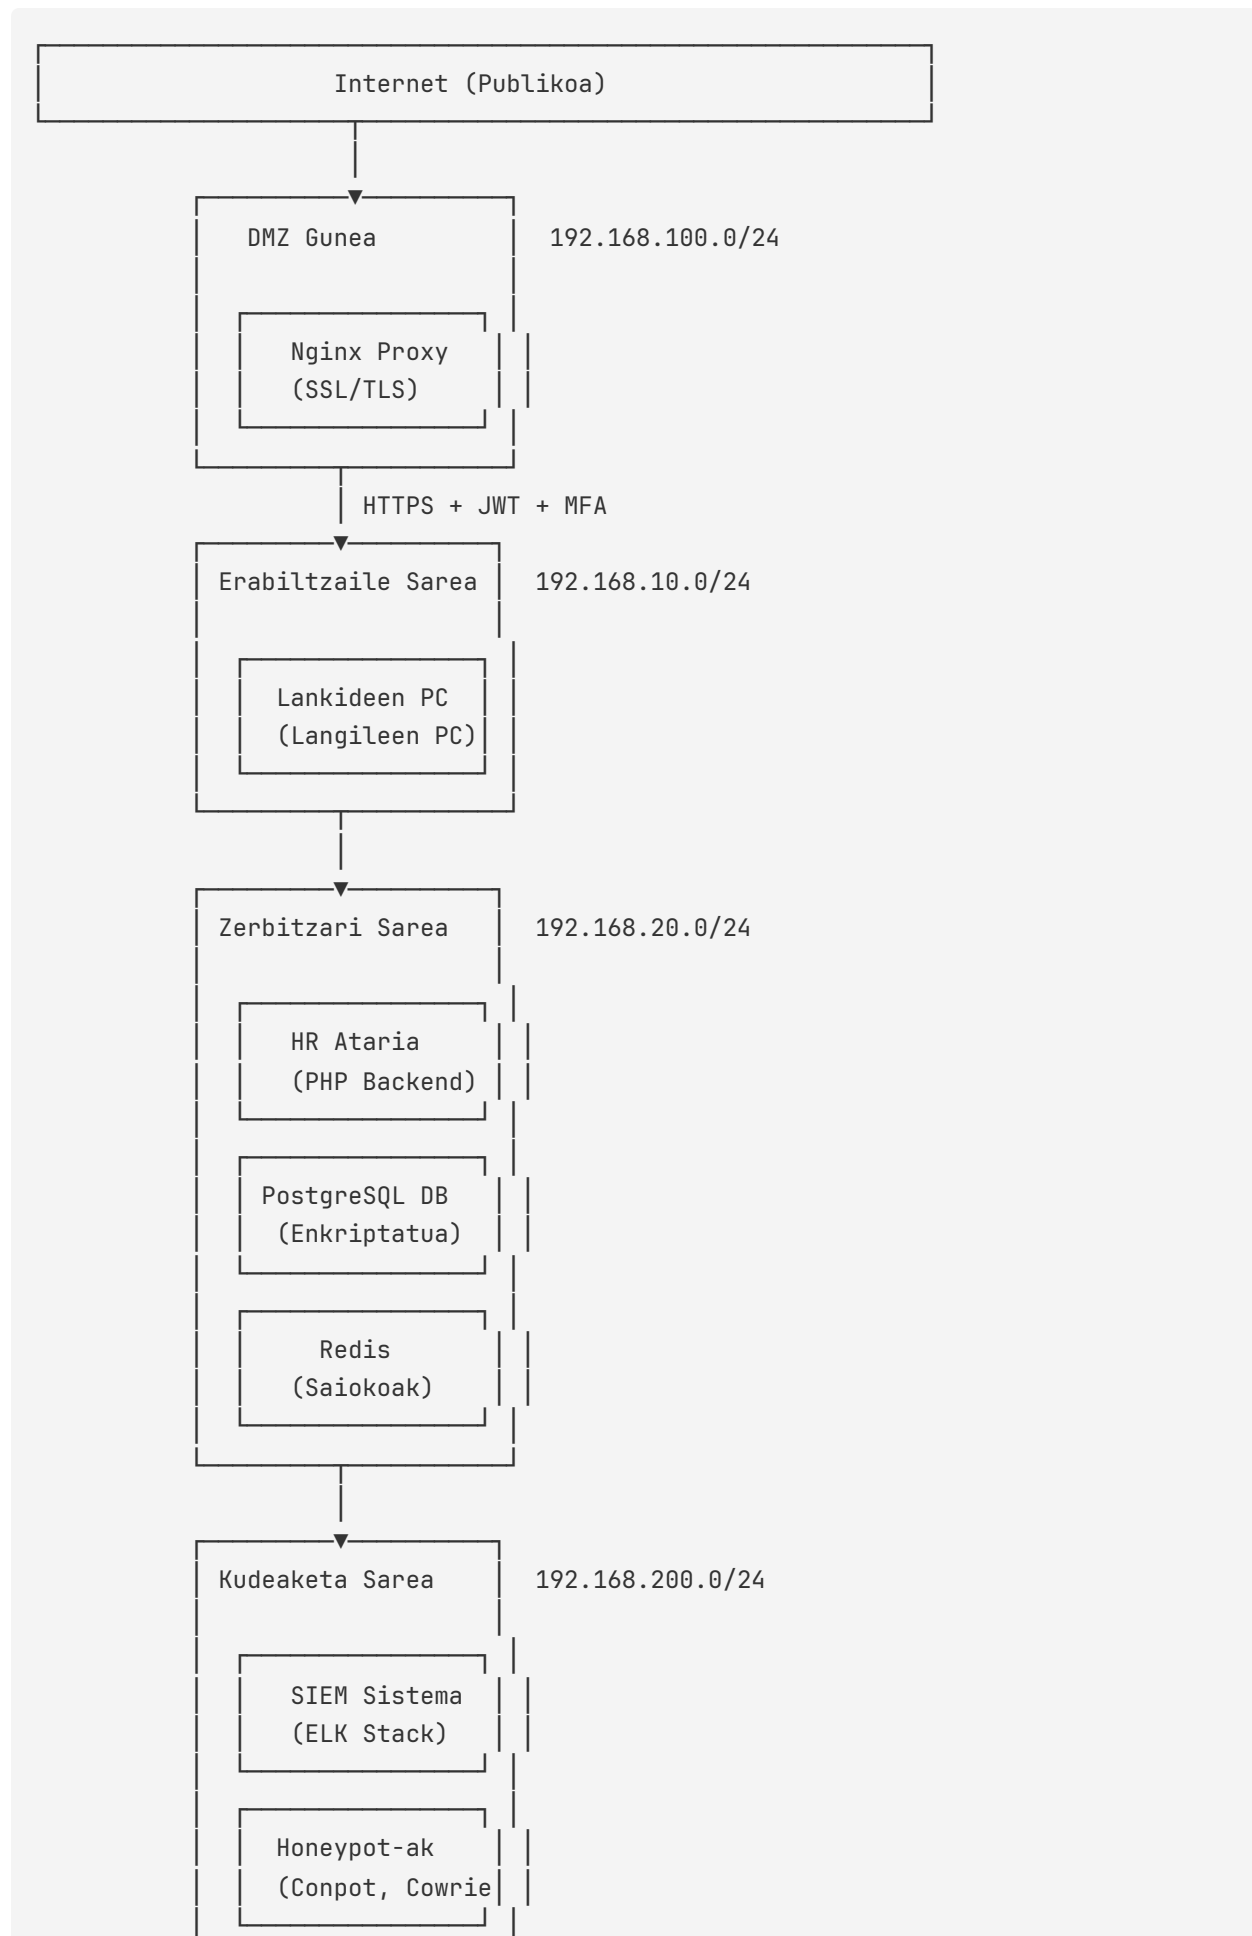 Internet (Publikoa)
DMZ Gunea 192.168.100.0/24
Nginx Proxy
(SSL/TLS)
HTTPS + JWT + MFA
Erabiltzaile Sarea 192.168.10.0/24
Lankideen PC
(Langileen PC)
Zerbitzari Sarea 192.168.20.0/24
HR Ataria
(PHP Backend)
PostgreSQL DB
(Enkriptatua)
Redis
(Saiokoak)
Kudeaketa Sarea 192.168.200.0/24
SIEM Sistema
(ELK Stack)
Honeypot-ak
(Conpot, Cowrie